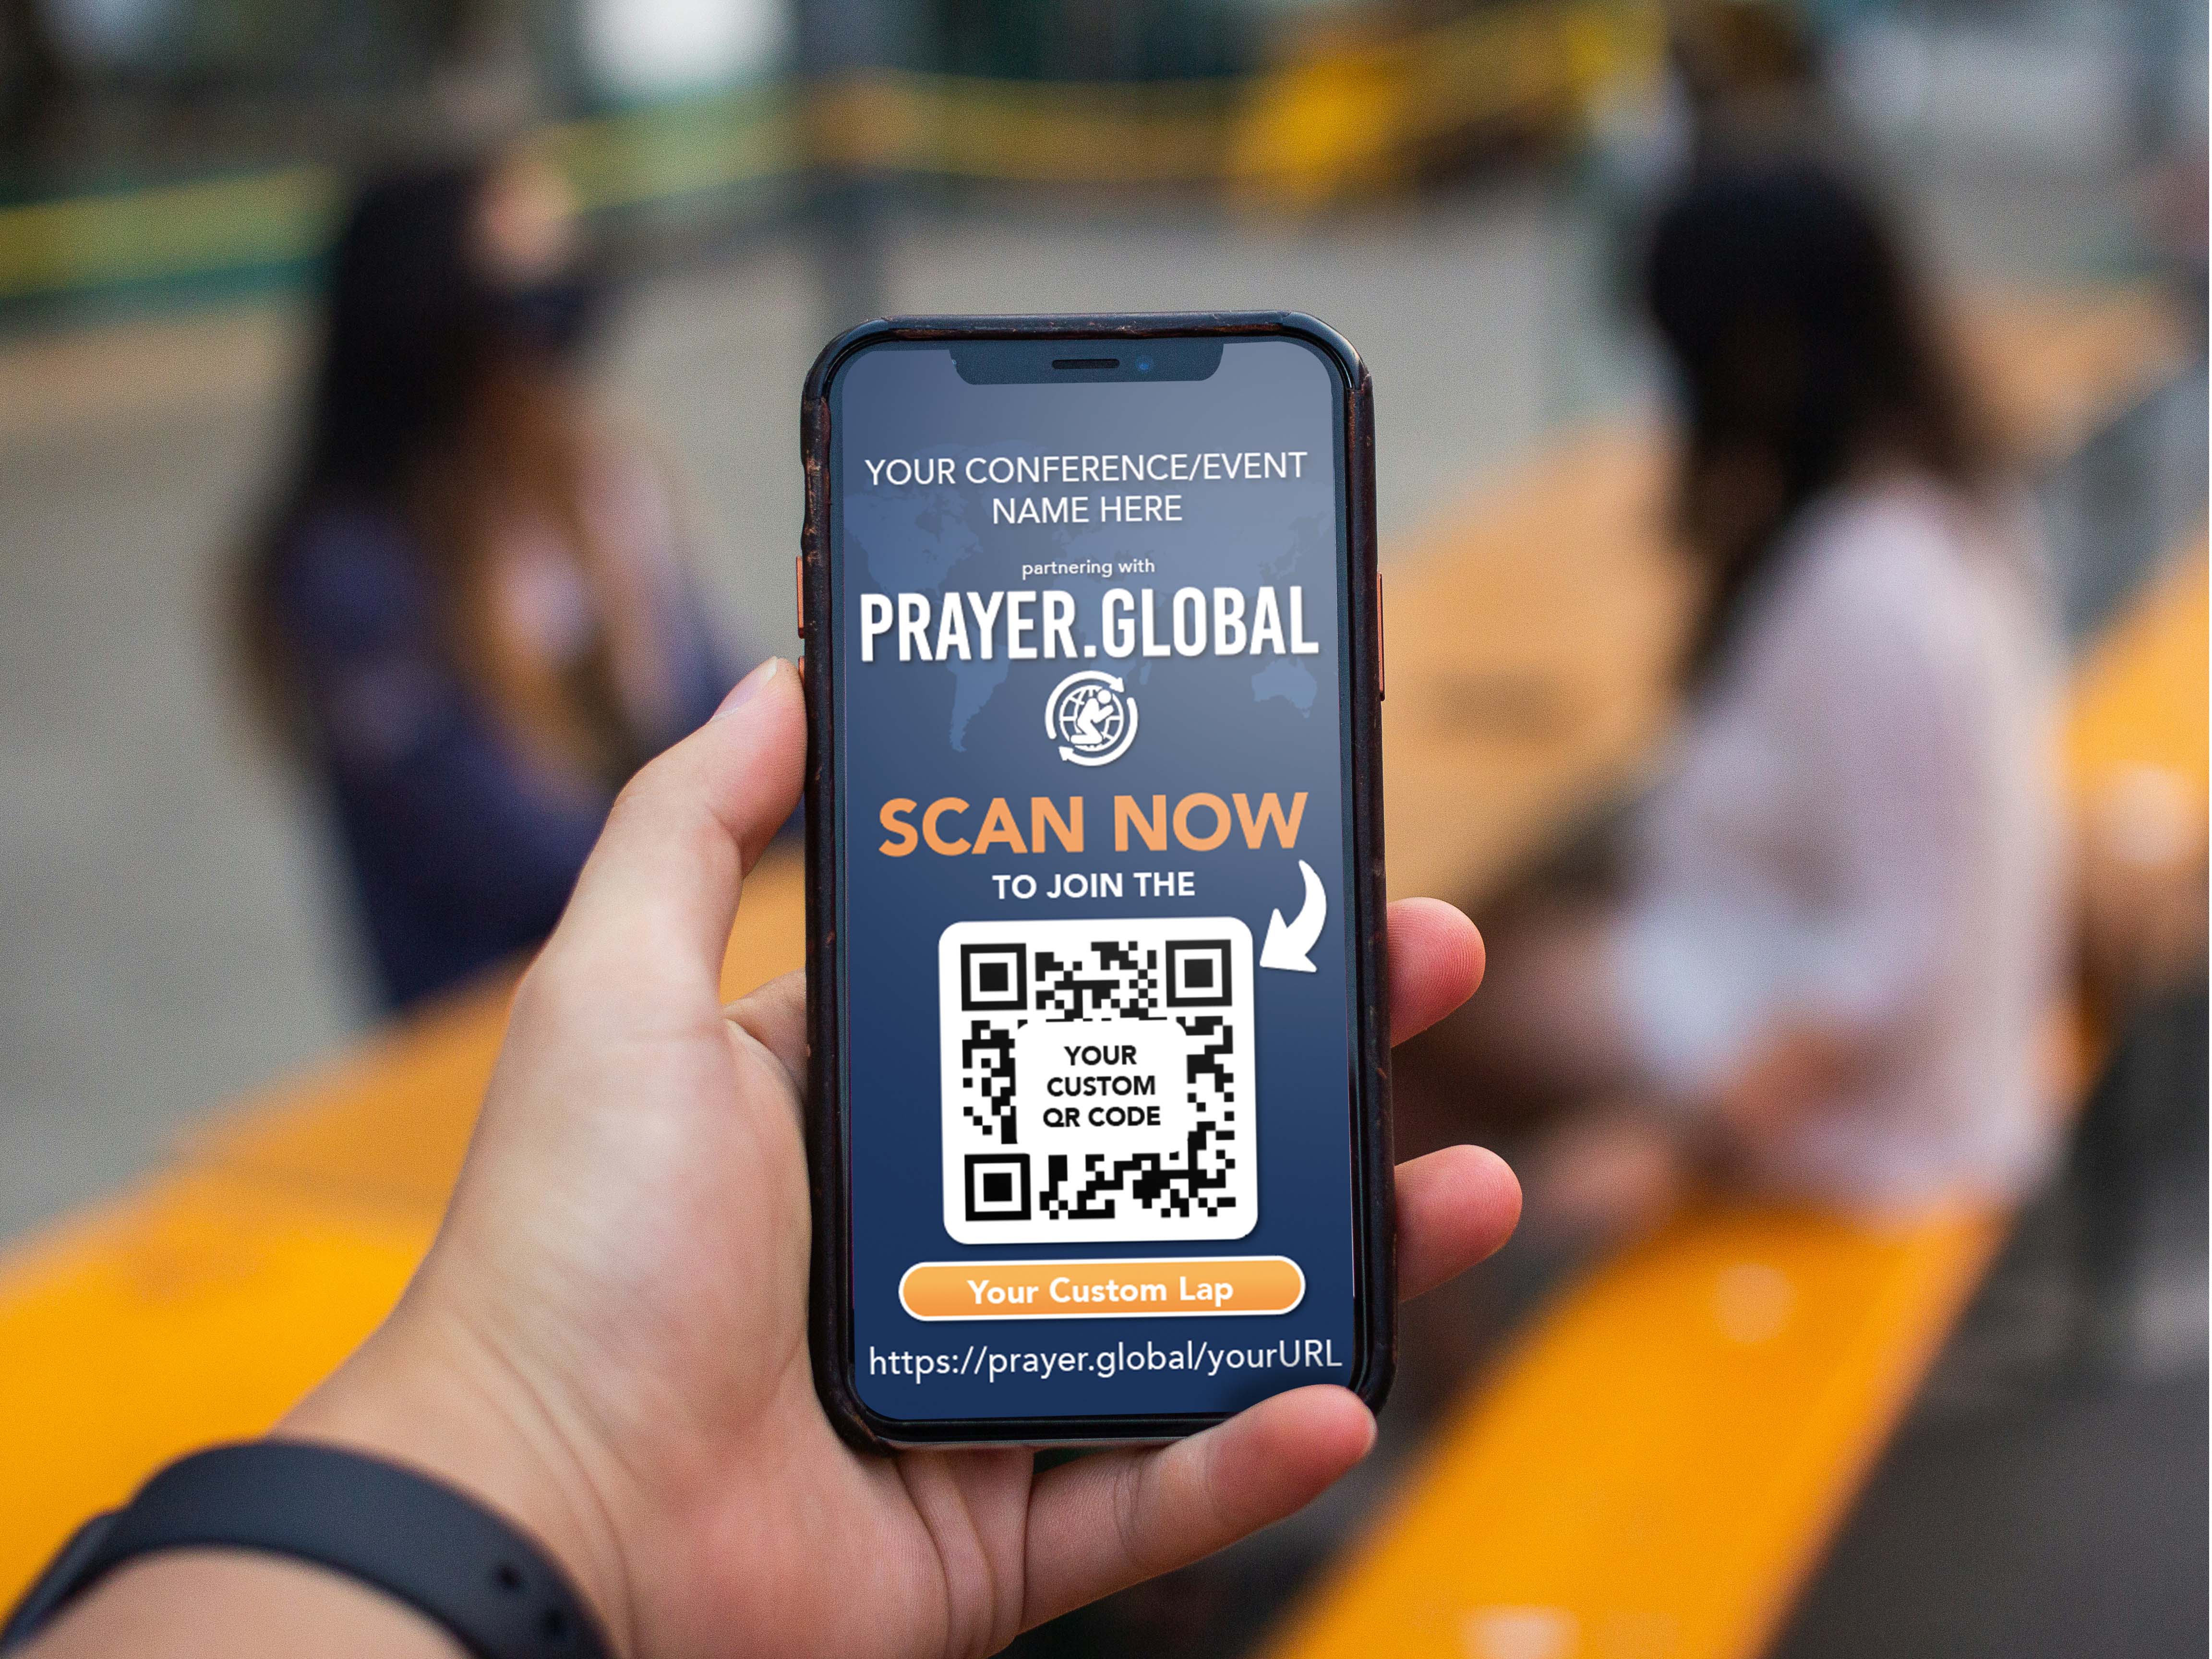 YOUR CONFERENCE/EVENT
NAME HERE
partnering with
PRAYER.GLOBAL
SCAN NOW
TO JOIN THE
YOUR
CUSTOM
QR CODE
Your Custom Lap
https://prayer.global/yourURL